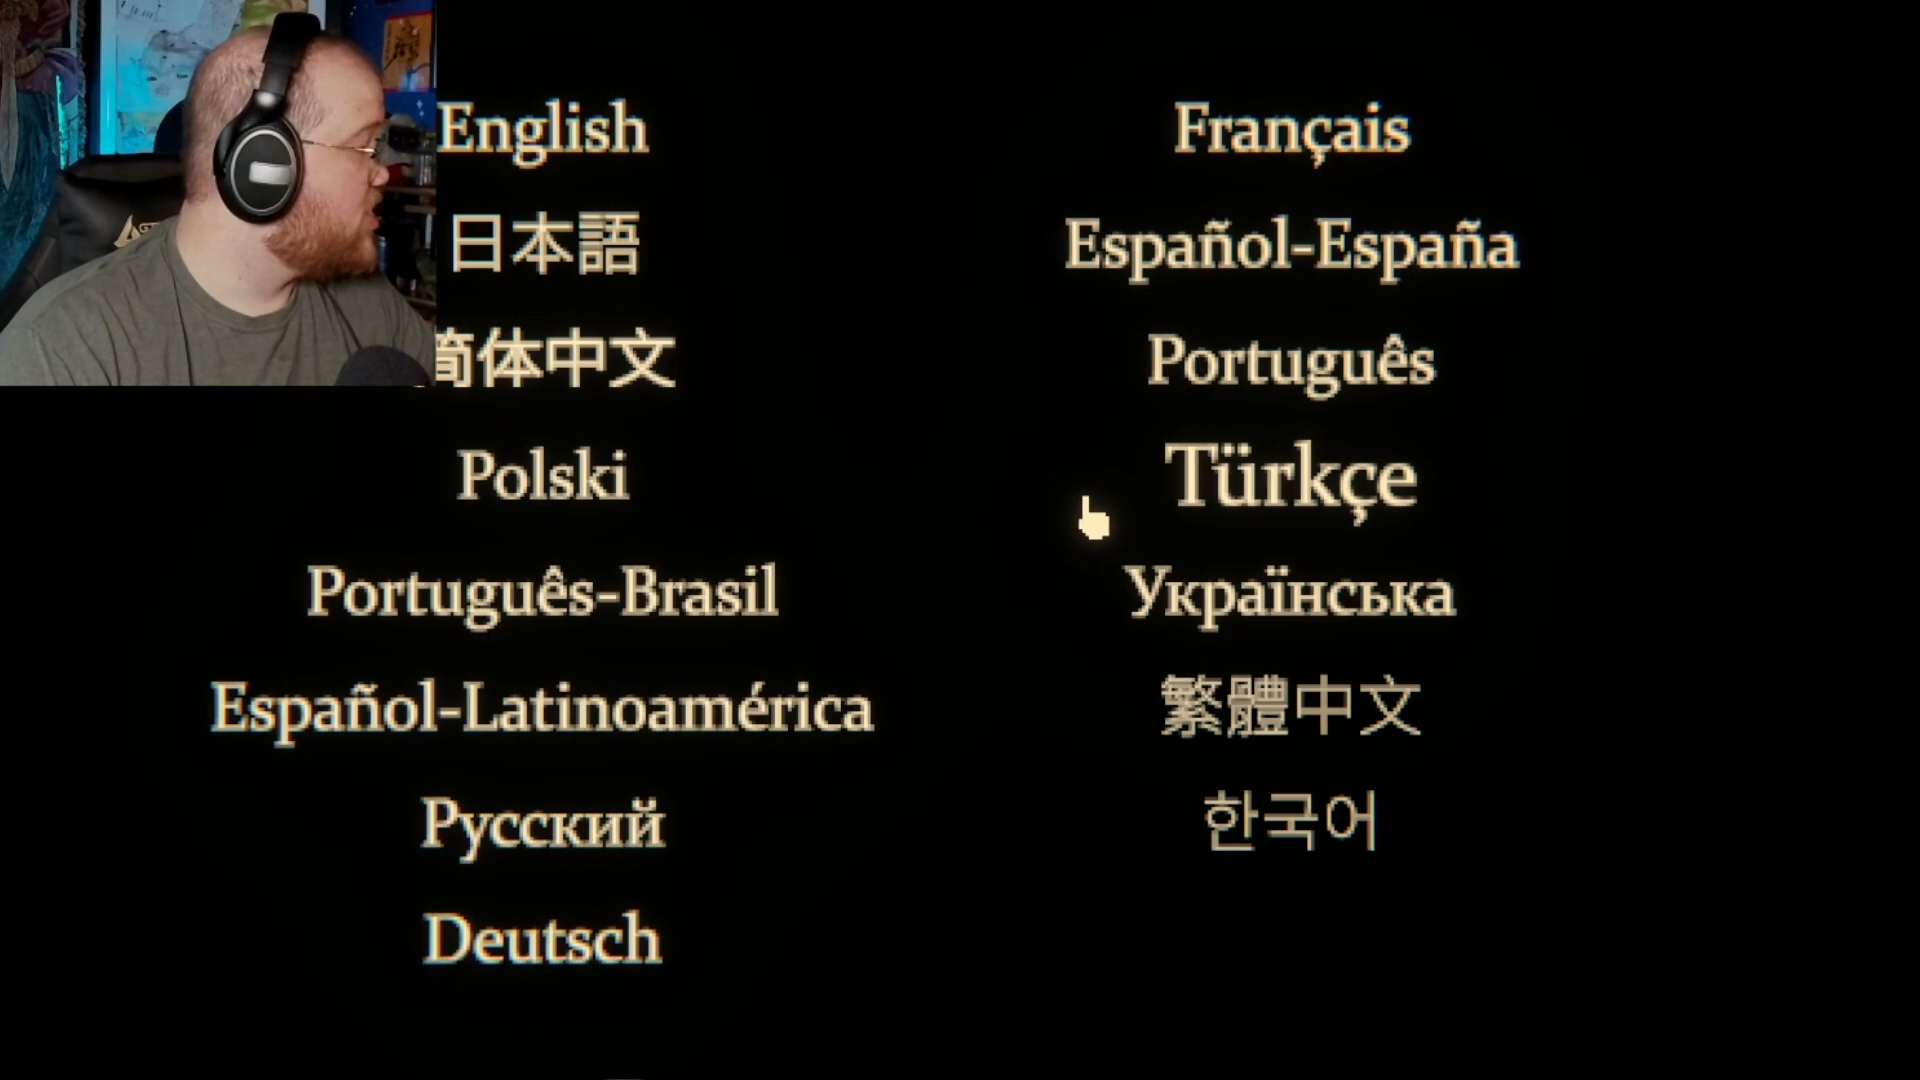 English
日本語
简体中文
Polski
Português-Brasil
Español-Latinoamérica
Русский
Deutsch
Français
Español-España
Português
Türkçe
Українська
繁體中文
한국어